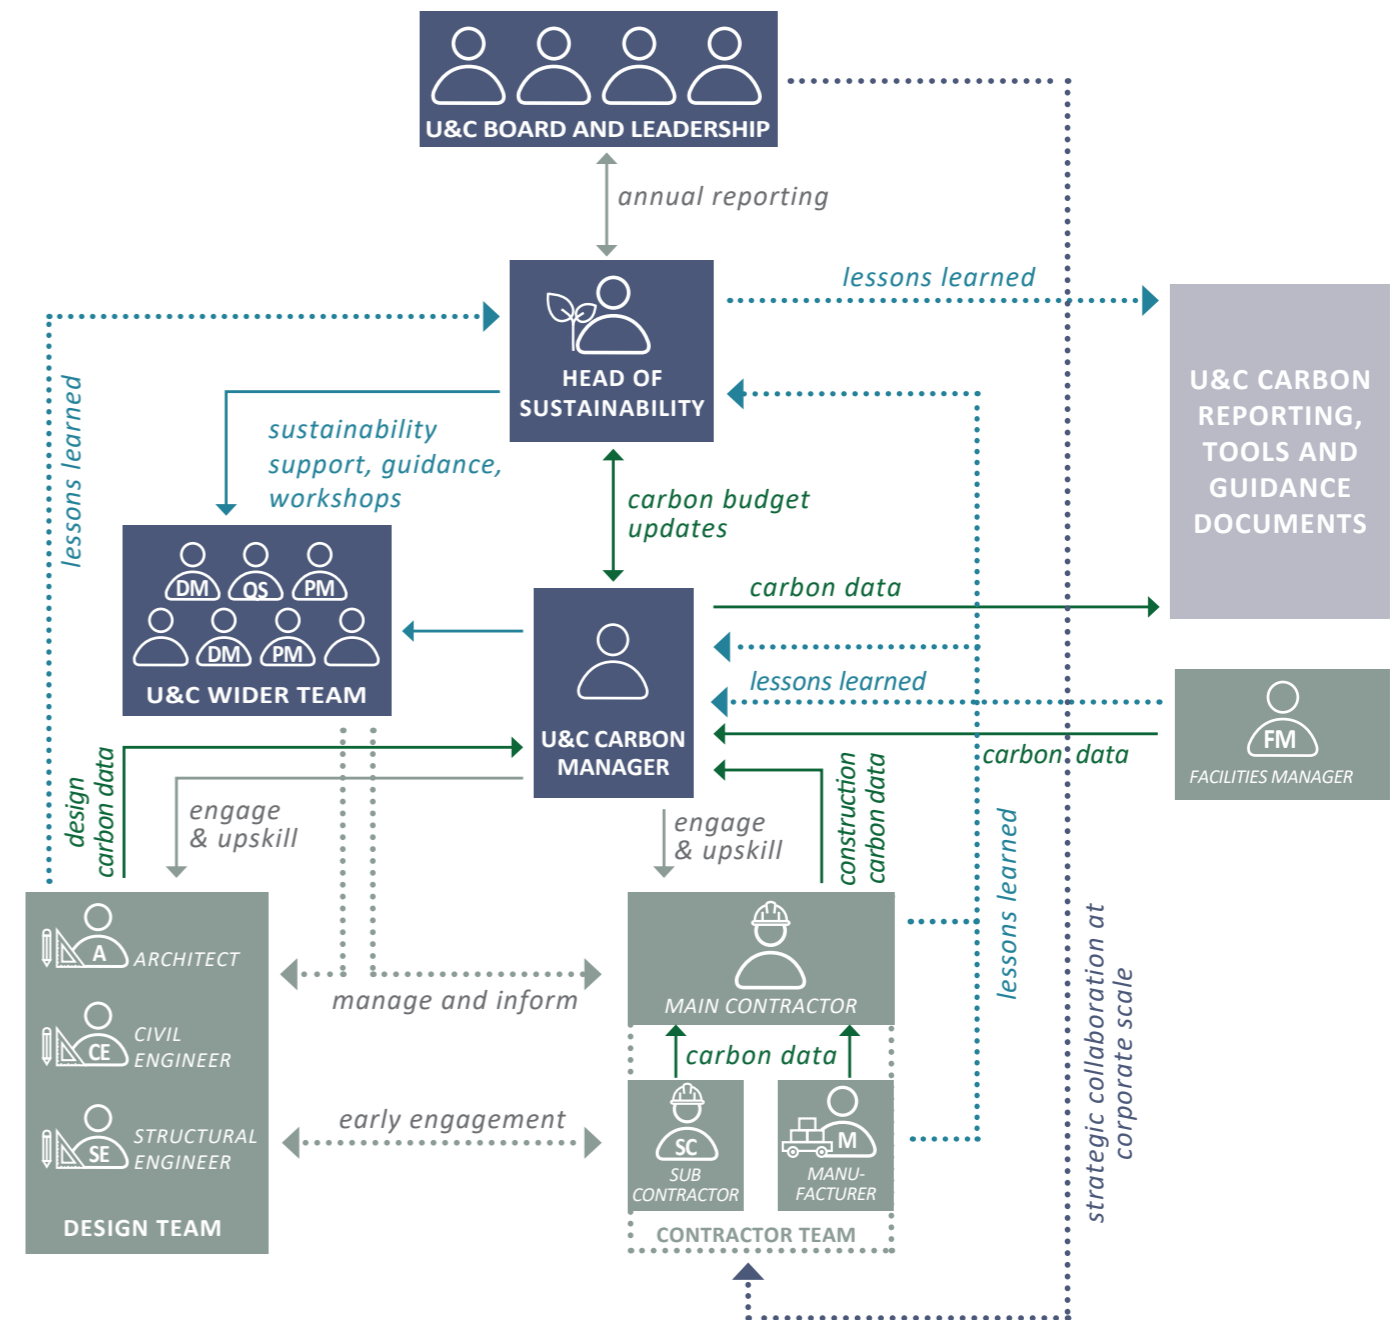 U&C BOARD AND LEADERSHIP
annual reporting
lessons learned
HEAD OF
SUSTAINABILITY
U&C CARBON
REPORTING,
TOOLS AND
GUIDANCE
DOCUMENTS
lessons learned
sustainability
support, guidance,
workshops
carbon budget
updates
DM
QS
PM
DM
PM
U&C WIDER TEAM
carbon data
lessons learned
U&C CARBON
MANAGER
carbon data
FM
FACILITIES MANAGER
design
carbon data
engage
& upskill
engage
& upskill
construction
carbon data
lessons learned
strategic collaboration at
corporate scale
A
ARCHITECT
CE
CIVIL
ENGINEER
SE
STRUCTURAL
ENGINEER
DESIGN TEAM
manage and inform
early engagement
MAIN CONTRACTOR
carbon data
SC
SUB
CONTRACTOR
M
MANU-
FACTURER
CONTRACTOR TEAM